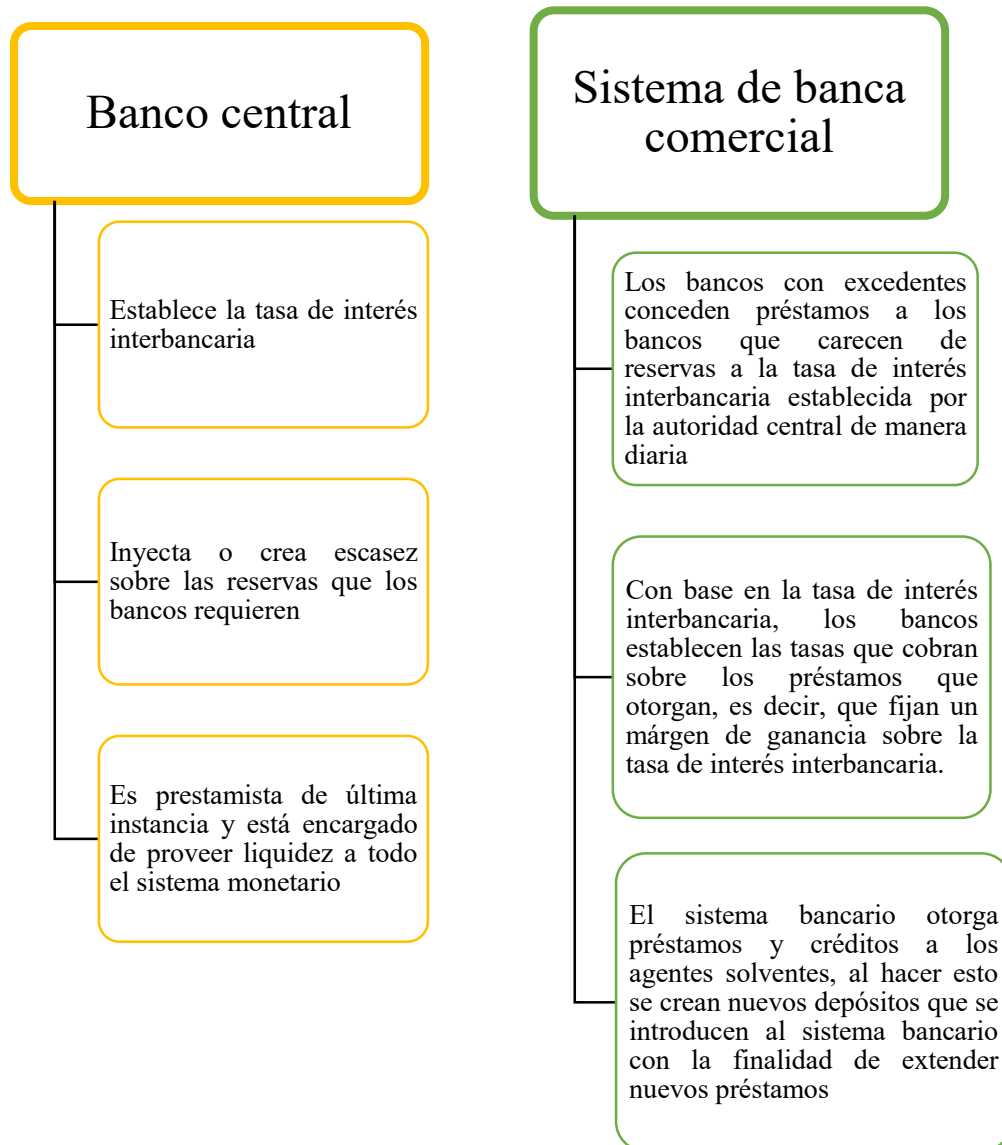 Banco central
Establece la tasa de interés
interbancaria
Inyecta o crea escasez
sobre las reservas que los
bancos requieren
Es prestamista de última
instancia y está encargado
de proveer liquidez a todo
el sistema monetario
Sistema de banca
comercial
Los bancos con excedentes
conceden préstamos a los
bancos que carecen de
reservas a la tasa de interés
interbancaria establecida por
la autoridad central de manera
diaria
Con base en la tasa de interés
interbancaria, los bancos
establecen las tasas que cobran
sobre los préstamos que
otorgan, es decir, que fijan un
márgen de ganancia sobre la
tasa de interés interbancaria.
El sistema bancario otorga
préstamos y créditos a los
agentes solventes, al hacer esto
se crean nuevos depósitos que se
introducen al sistema bancario
con la finalidad de extender
nuevos préstamos